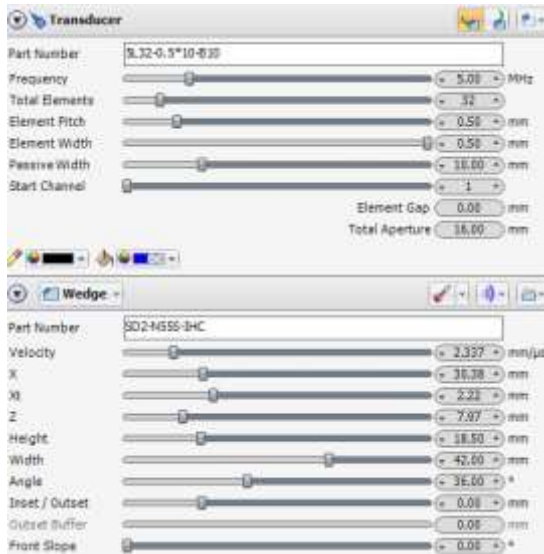 Transducer
Part Number 5L32-0.5*10-B10
Frequency 5.00 MHz
Total Elements 32
Element Pitch 0.50 mm
Element Width 0.50 mm
Passive Width 10.00 mm
Start Channel 1
Element Gap 0.00 mm
Total Aperture 16.00 mm
Wedge
Part Number SD2-N55S-IHC
Velocity 2.337 mm/µs
X 30.38 mm
Xt 2.22 mm
Z 7.97 mm
Height 18.50 mm
Width 42.00 mm
Angle 36.00 °
Inset / Outset 0.00 mm
Outset Buffer 0.00 mm
Front Slope 0.00 °